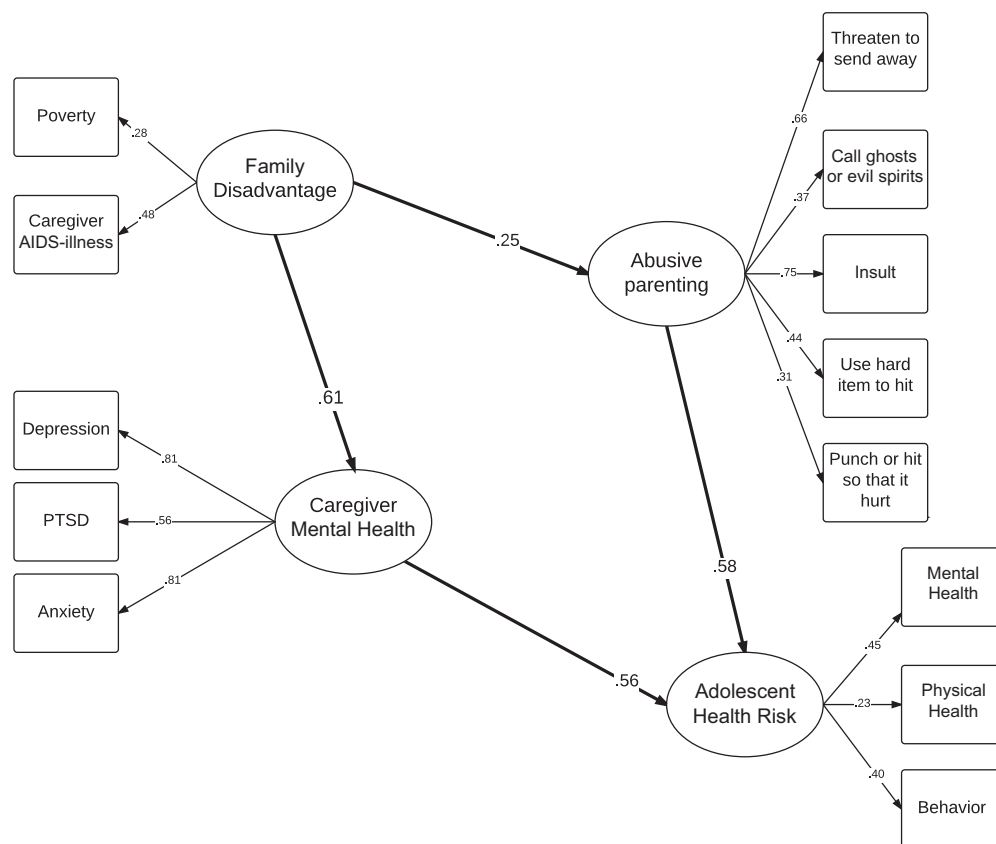 Threaten to
send away
Poverty
.28
.66
Family
Disadvantage
Call ghosts
or evil spirits
.37
Caregiver
AIDS-illness
.48
.25
Abusive
parenting
.75
Insult
.44
Use hard
item to hit
.31
.61
Depression
.81
Punch or hit
so that it
hurt
Caregiver
Mental Health
PTSD
.56
.58
Mental
Health
Anxiety
.81
.45
.56
Adolescent
Health Risk
.23
Physical
Health
.40
Behavior